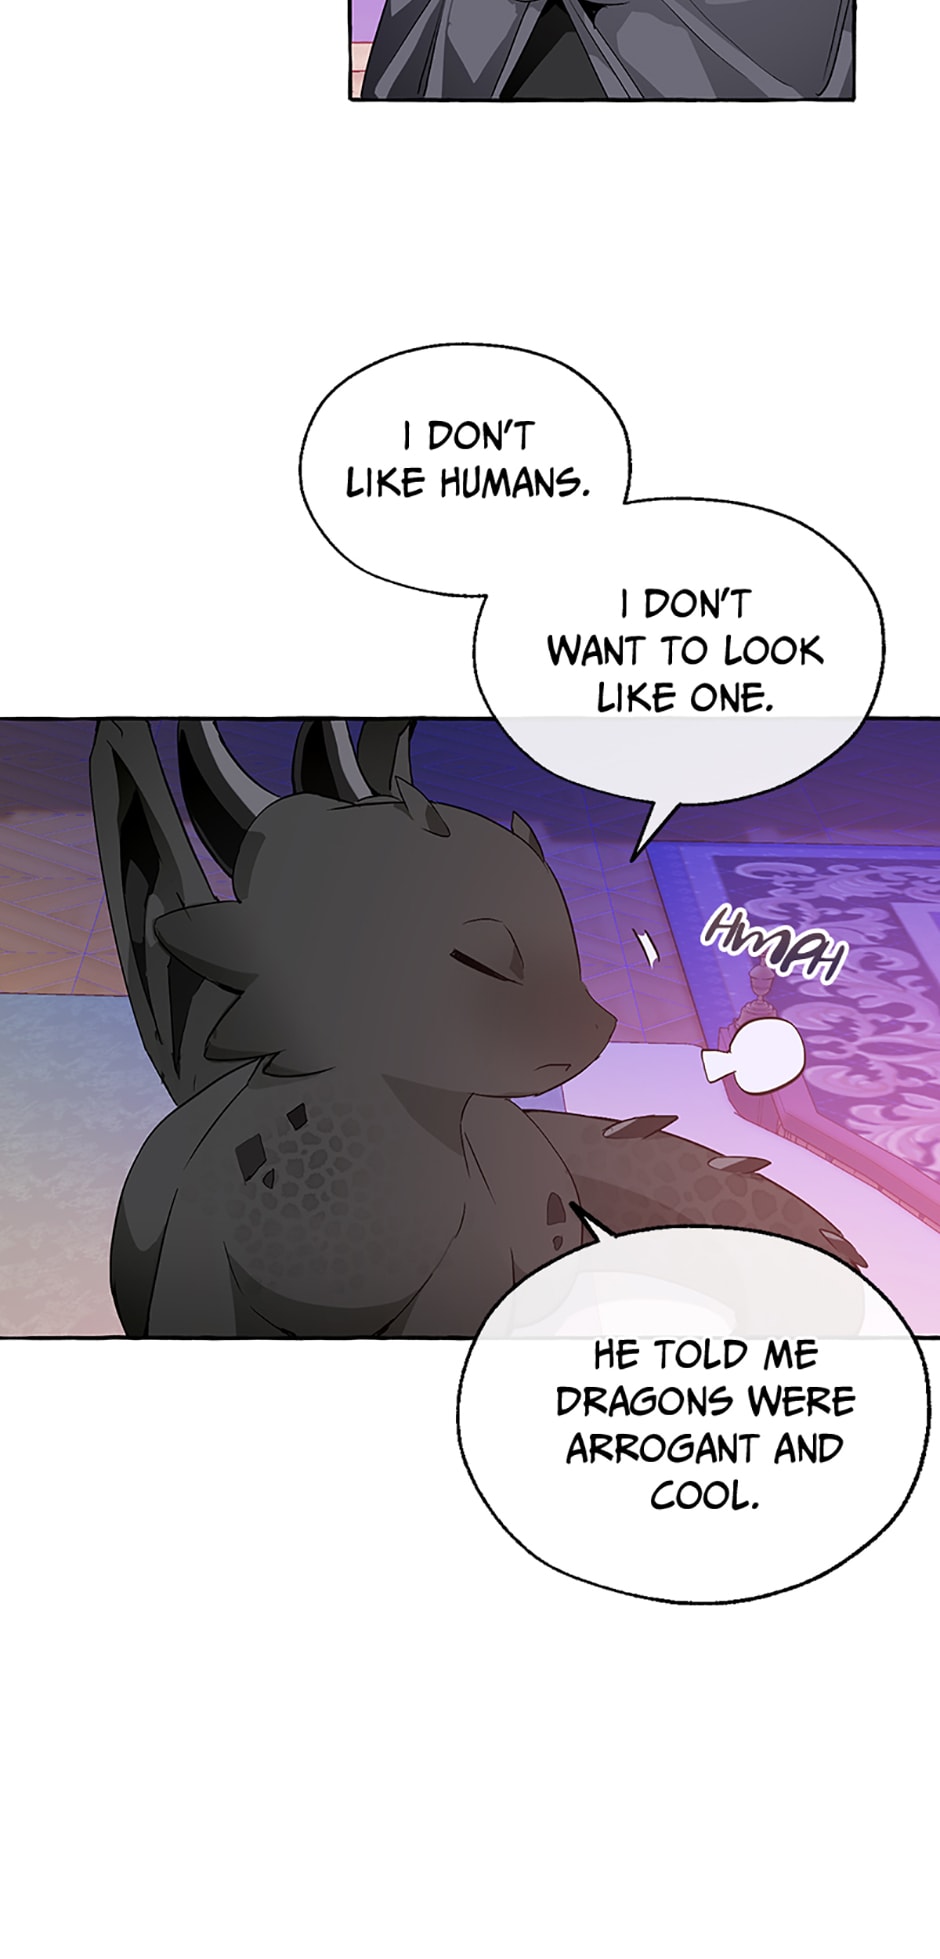 I DON'T
LIKE HUMANS.
I DON'T
WANT TO LOOK
LIKE ONE.
HMPH
HE TOLD ME
DRAGONS WERE
ARROGANT AND
COOL.